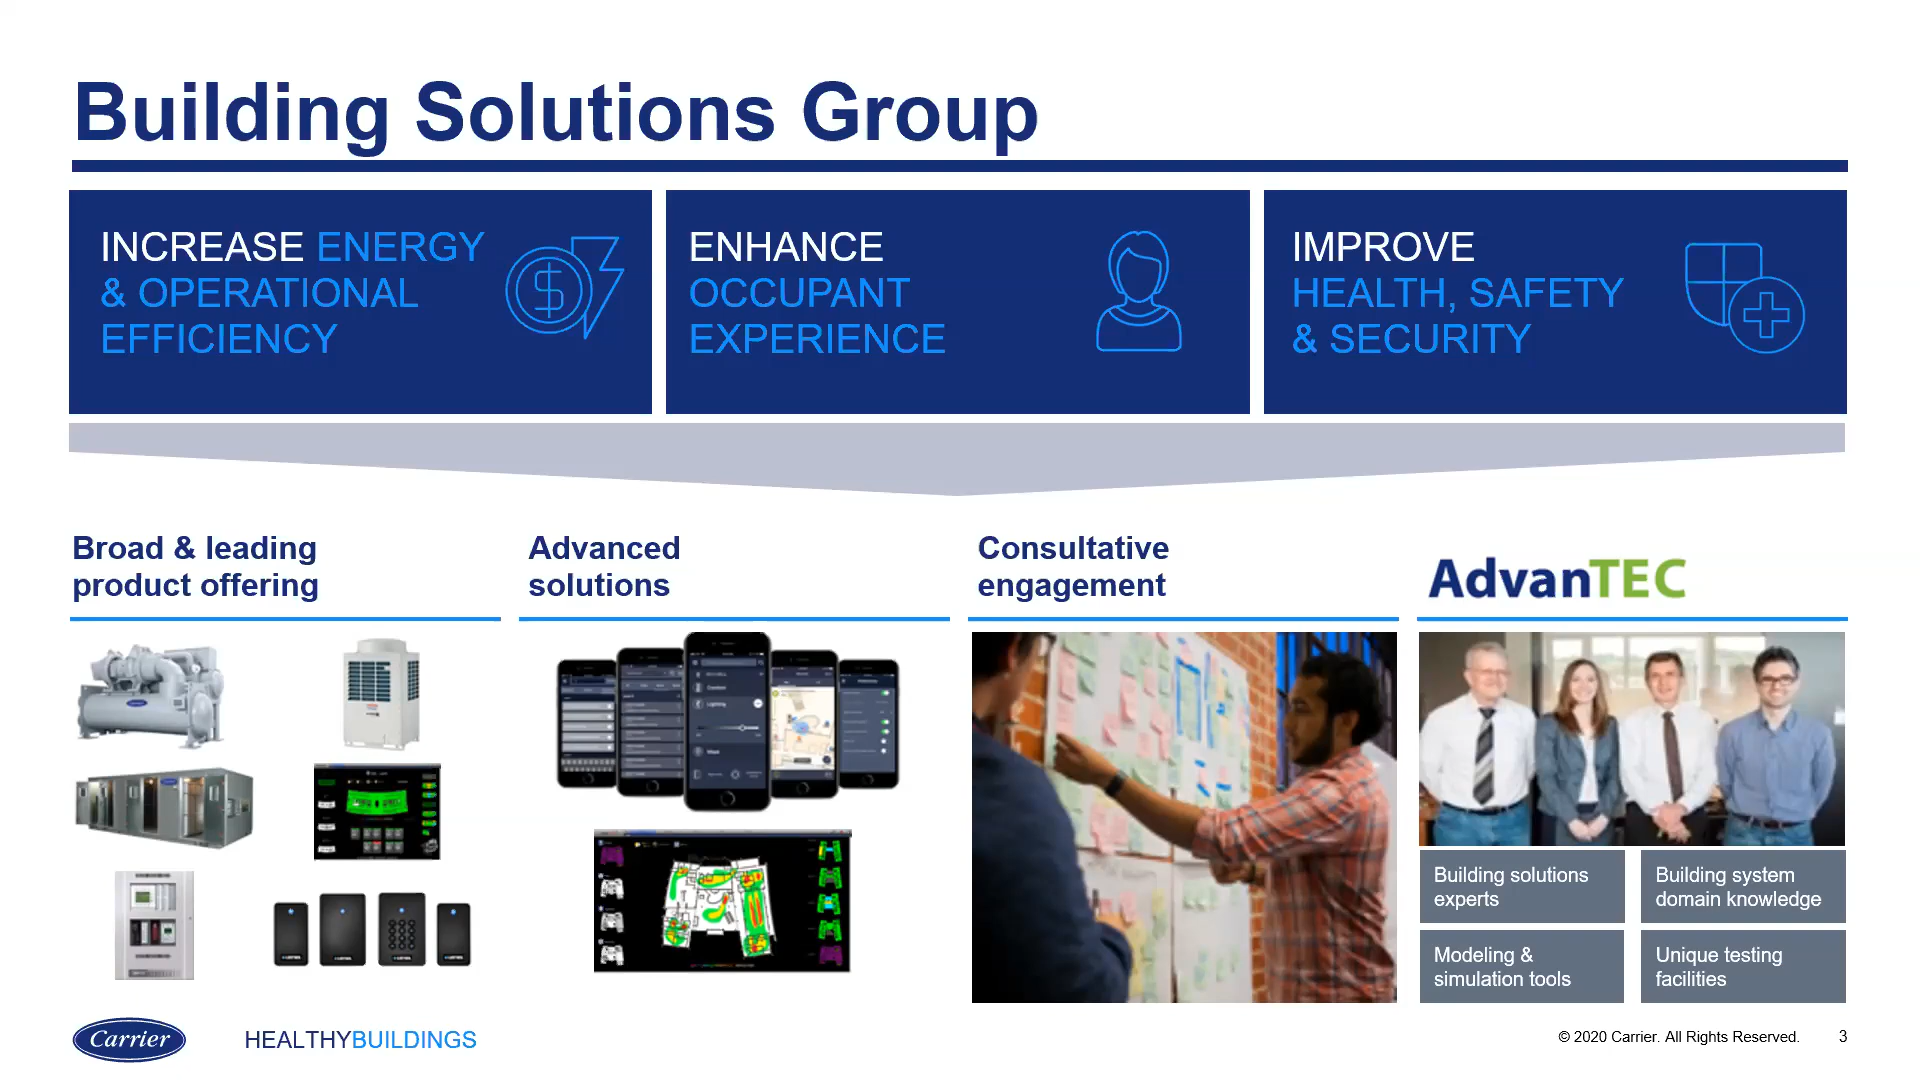 Building Solutions Group
INCREASE ENERGY
& OPERATIONAL
EFFICIENCY
ENHANCE
OCCUPANT
EXPERIENCE
IMPROVE
HEALTH, SAFETY
& SECURITY
Broad & leading
product offering
Advanced
solutions
Consultative
engagement
AdvanTEC
Lighting
Building solutions
experts
Building system
domain knowledge
Modeling &
simulation tools
Unique testing
facilities
Carrier
HEALTHYBUILDINGS
© 2020 Carrier. All Rights Reserved.
3